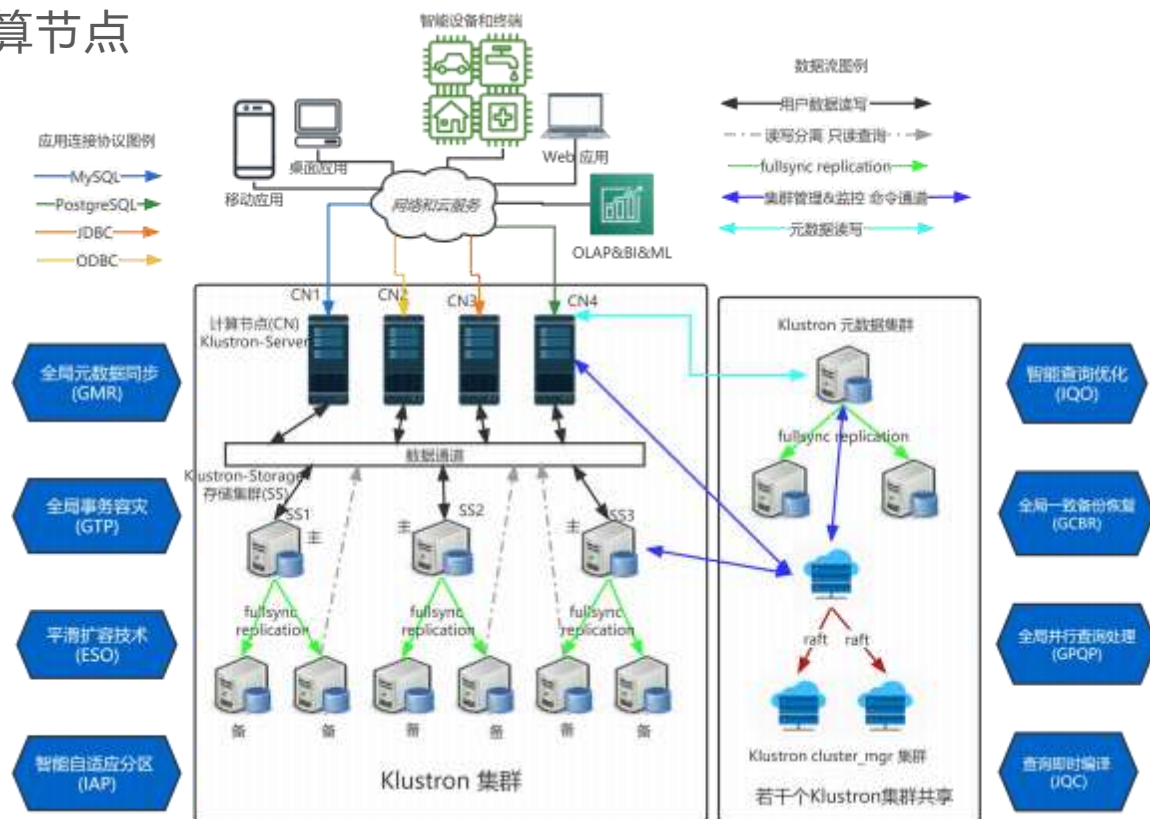 算节点
智能设备和终端
数据流图例
用户数据读写
读写分离 只读查询
fullsync replication
集群管理&监控 命令通道
元数据读写
应用连接协议图例
MySQL
PostgreSQL
JDBC
ODBC
移动应用
桌面应用
Web 应用
网络和云服务
OLAP&BI&ML
CN1
CN2
CN3
CN4
计算节点(CN)
Klustron-Server
数据通道
Klustron-Storage
存储集群(SS)
SS1
主
SS2
主
SS3
主
fullsync
replication
fullsync
replication
fullsync
replication
备
备
备
备
备
备
Klustron 集群
Klustron 元数据集群
fullsync replication
raft
raft
Klustron cluster_mgr 集群
若干个Klustron集群共享
全局元数据同步
(GMR)
全局事务容灾
(GTP)
平滑扩容技术
(ESO)
智能自适应分区
(IAP)
智能查询优化
(IQO)
全局一致备份恢复
(GCBR)
全局并行查询处理
(GPQP)
查询即时编译
(JQC)